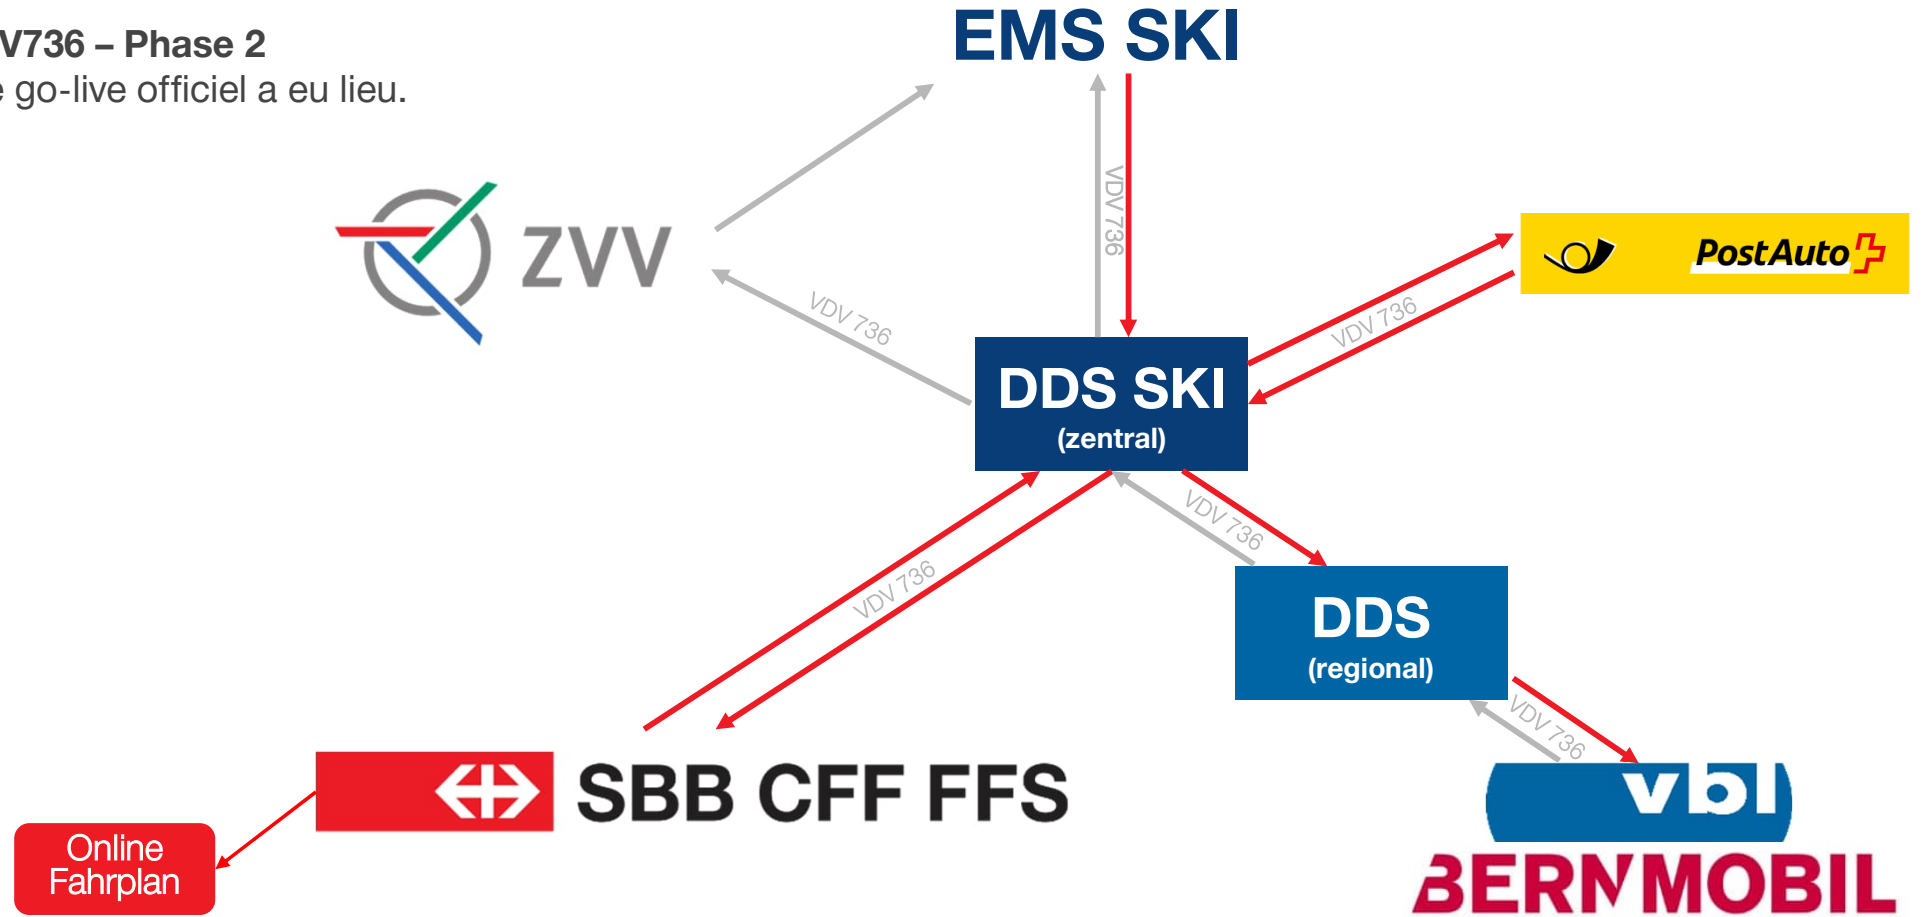 V736 – Phase 2
e go-live officiel a eu lieu.
EMS SKI
VDV 736
ZVV
VDV 736
PostAuto
VDV 736
DDS SKI
(zentral)
VDV 736
VDV 736
DDS
(regional)
VDV 736
SBB CFF FFS
vbl
BERNMOBIL
Online
Fahrplan